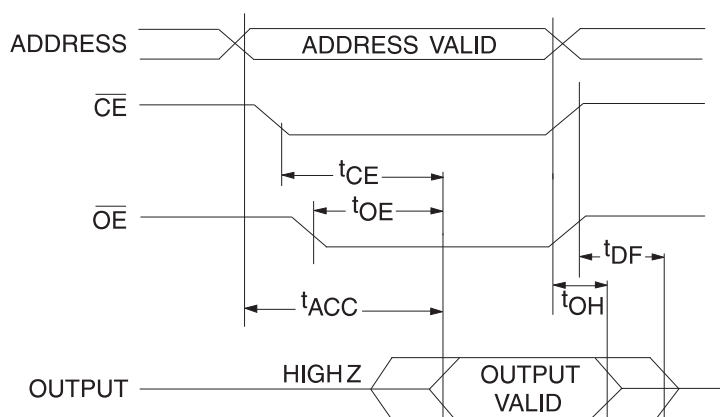 ADDRESS ADDRESS VALID
CE
tCE
OE tOE
tDF
tACC tOH
HIGH Z OUTPUT
OUTPUT VALID